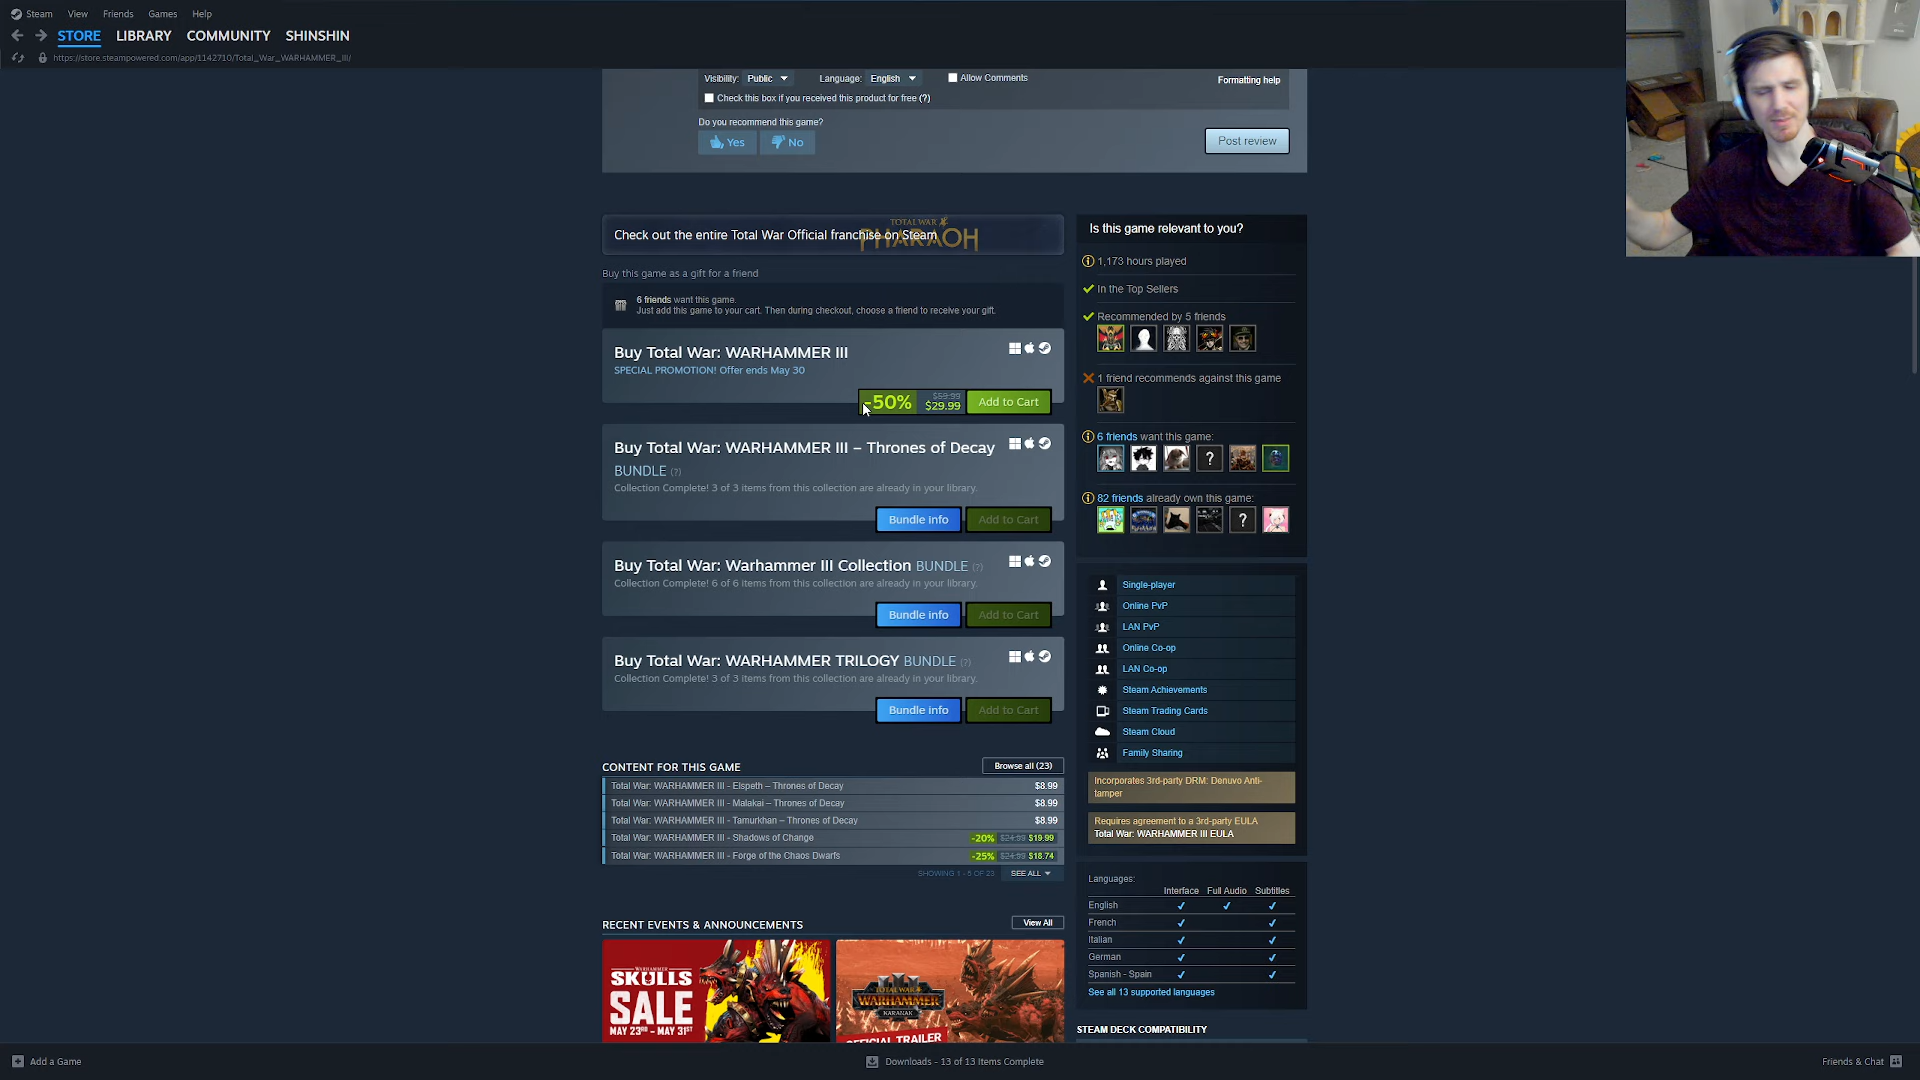 Steam View Friends Games Help
STORE LIBRARY COMMUNITY SHINSHIN
https://store.steampowered.com/app/1142710/Total_War_WARHAMMER_III/
Visibility: Public Language: English Allow Comments Formatting help
Check this box if you received this product for free (?)
Do you recommend this game?
Yes No Post review
TOTAL WAR
PHARAOH
Check out the entire Total War Official franchise on Steam
Buy this game as a gift for a friend
6 friends want this game.
Just add this game to your cart. Then during checkout, choose a friend to receive your gift.
Buy Total War: WARHAMMER III
SPECIAL PROMOTION! Offer ends May 30
-50% $59.99 $29.99 Add to Cart
Buy Total War: WARHAMMER III – Thrones of Decay
BUNDLE (?)
Collection Complete! 3 of 3 items from this collection are already in your library.
Bundle info Add to Cart
Buy Total War: Warhammer III Collection BUNDLE (?)
Collection Complete! 6 of 6 items from this collection are already in your library.
Bundle info Add to Cart
Buy Total War: WARHAMMER TRILOGY BUNDLE (?)
Collection Complete! 3 of 3 items from this collection are already in your library.
Bundle info Add to Cart
CONTENT FOR THIS GAME Browse all (23)
Total War: WARHAMMER III - Elspeth – Thrones of Decay $8.99
Total War: WARHAMMER III - Malakai – Thrones of Decay $8.99
Total War: WARHAMMER III - Tamurkhan – Thrones of Decay $8.99
Total War: WARHAMMER III - Shadows of Change -20% $24.99 $19.99
Total War: WARHAMMER III - Forge of the Chaos Dwarfs -25% $24.99 $18.74
SHOWING 1 - 5 OF 23 SEE ALL
RECENT EVENTS & ANNOUNCEMENTS View All
WARHAMMER
SKULLS
SALE
MAY 23RD - MAY 31ST
TOTAL WAR
WARHAMMER
KARANAK
OFFICIAL TRAILER
Is this game relevant to you?
1,173 hours played
In the Top Sellers
Recommended by 5 friends
1 friend recommends against this game
6 friends want this game:
?
82 friends already own this game:
?
Single-player
Online PvP
LAN PvP
Online Co-op
LAN Co-op
Steam Achievements
Steam Trading Cards
Steam Cloud
Family Sharing
Incorporates 3rd-party DRM: Denuvo Anti-
tamper
Requires agreement to a 3rd-party EULA
Total War: WARHAMMER III EULA
Languages:
Interface Full Audio Subtitles
English
French
Italian
German
Spanish - Spain
See all 13 supported languages
STEAM DECK COMPATIBILITY
Add a Game Downloads - 13 of 13 Items Complete Friends & Chat